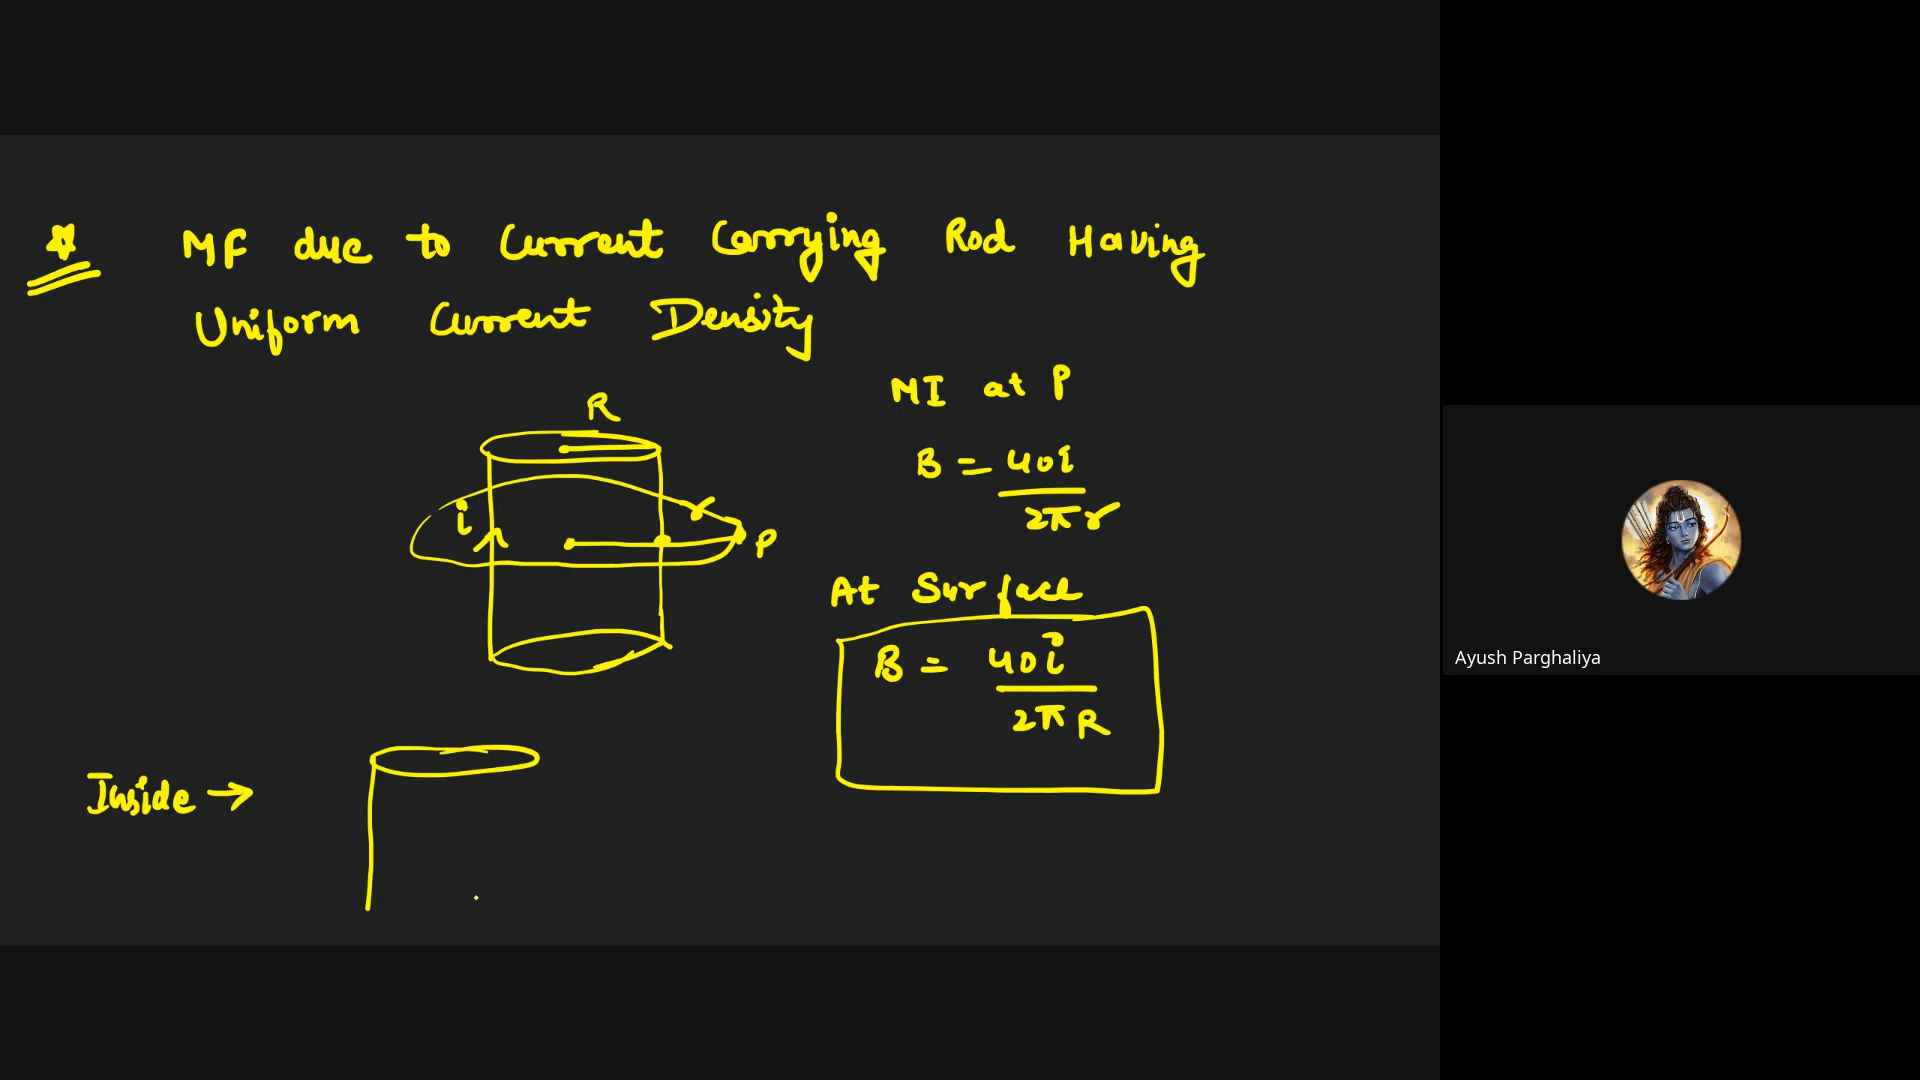 MF due to Current Carrying Rod Having
Uniform Current Density
R
i
r
P
MI at P
B = μ0i
2πr
At Surface
B = μ0i
2πR
Inside →
Ayush Parghaliya